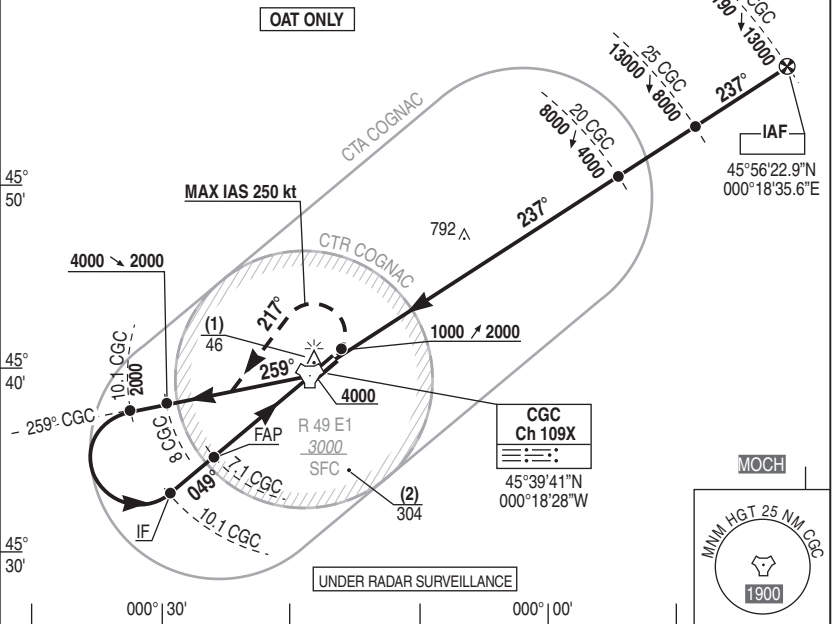 OAT ONLY
CGC
190
13000
25 CGC
13000
8000
237°
IAF
45°56'22.9"N
000°18'35.6"E
20 CGC
8000
4000
CTA COGNAC
45°
50'
MAX IAS 250 kt
237°
792
CTR COGNAC
4000 ➘ 2000
217°
(1)
46
1000 ➚ 2000
45°
40'
10.1 CGC
2000
259°
4000
259° CGC
8 CGC
FAP
R 49 E1
3000
SFC
CGC
Ch 109X
45°39'41"N
000°18'28"W
7.1 CGC
049°
(2)
304
IF
10.1 CGC
MOCH
MNM HGT 25 NM CGC
1900
45°
30'
UNDER RADAR SURVEILLANCE
000° 30'
000° 00'